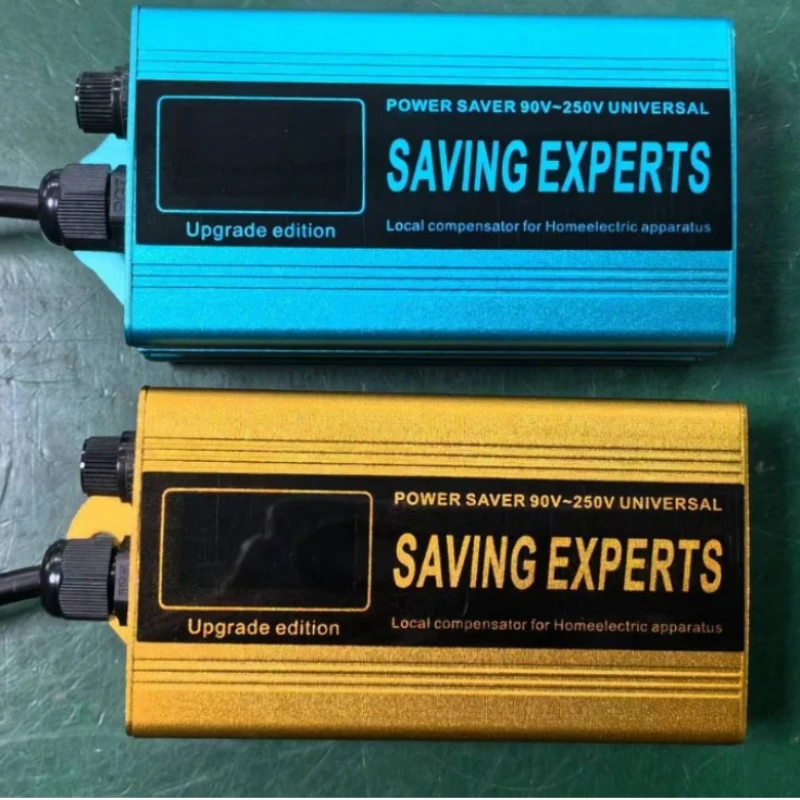 POWER SAVER 90V~250V UNIVERSAL
SAVING EXPERTS
Upgrade edition
Local compensator for Homeelectric apparatus
POWER SAVER 90V~250V UNIVERSAL
SAVING EXPERTS
Upgrade edition
Local compensator for Homeelectric apparatus